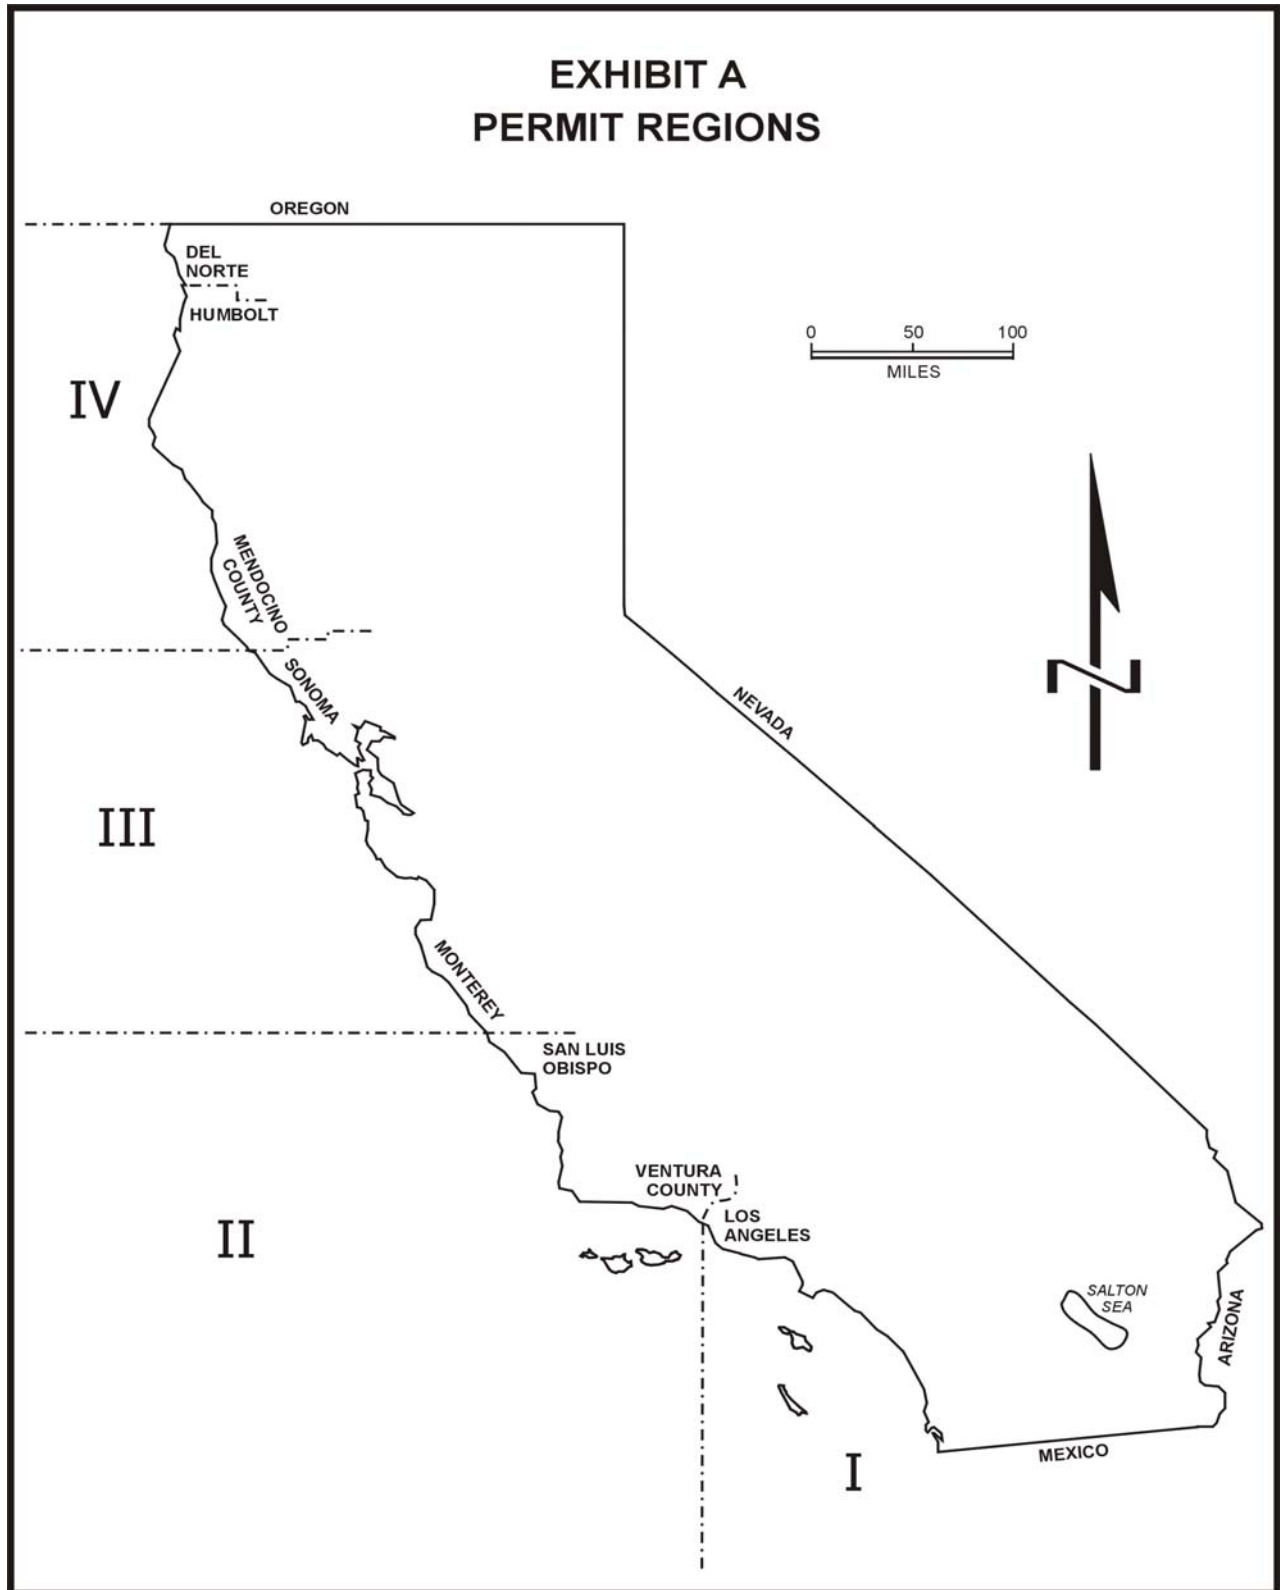 EXHIBIT A
PERMIT REGIONS
OREGON
DEL
NORTE
HUMBOLT
0 50 100
MILES
IV
MENDOCINO
COUNTY
SONOMA
NEVADA
III
MONTEREY
SAN LUIS
OBISPO
VENTURA
COUNTY
LOS
ANGELES
II
SALTON
SEA
ARIZONA
MEXICO
I